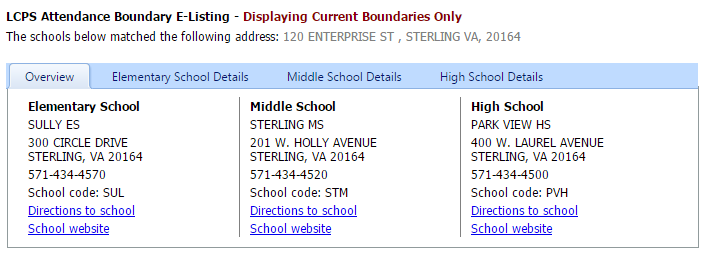 LCPS Attendance Boundary E-Listing - Displaying Current Boundaries Only
The schools below matched the following address: 120 ENTERPRISE ST , STERLING VA, 20164
Overview
Elementary School Details
Middle School Details
High School Details
Elementary School
SULLY ES
300 CIRCLE DRIVE
STERLING, VA 20164
571-434-4570
School code: SUL
Directions to school
School website
Middle School
STERLING MS
201 W. HOLLY AVENUE
STERLING, VA 20164
571-434-4520
School code: STM
Directions to school
School website
High School
PARK VIEW HS
400 W. LAUREL AVENUE
STERLING, VA 20164
571-434-4500
School code: PVH
Directions to school
School website